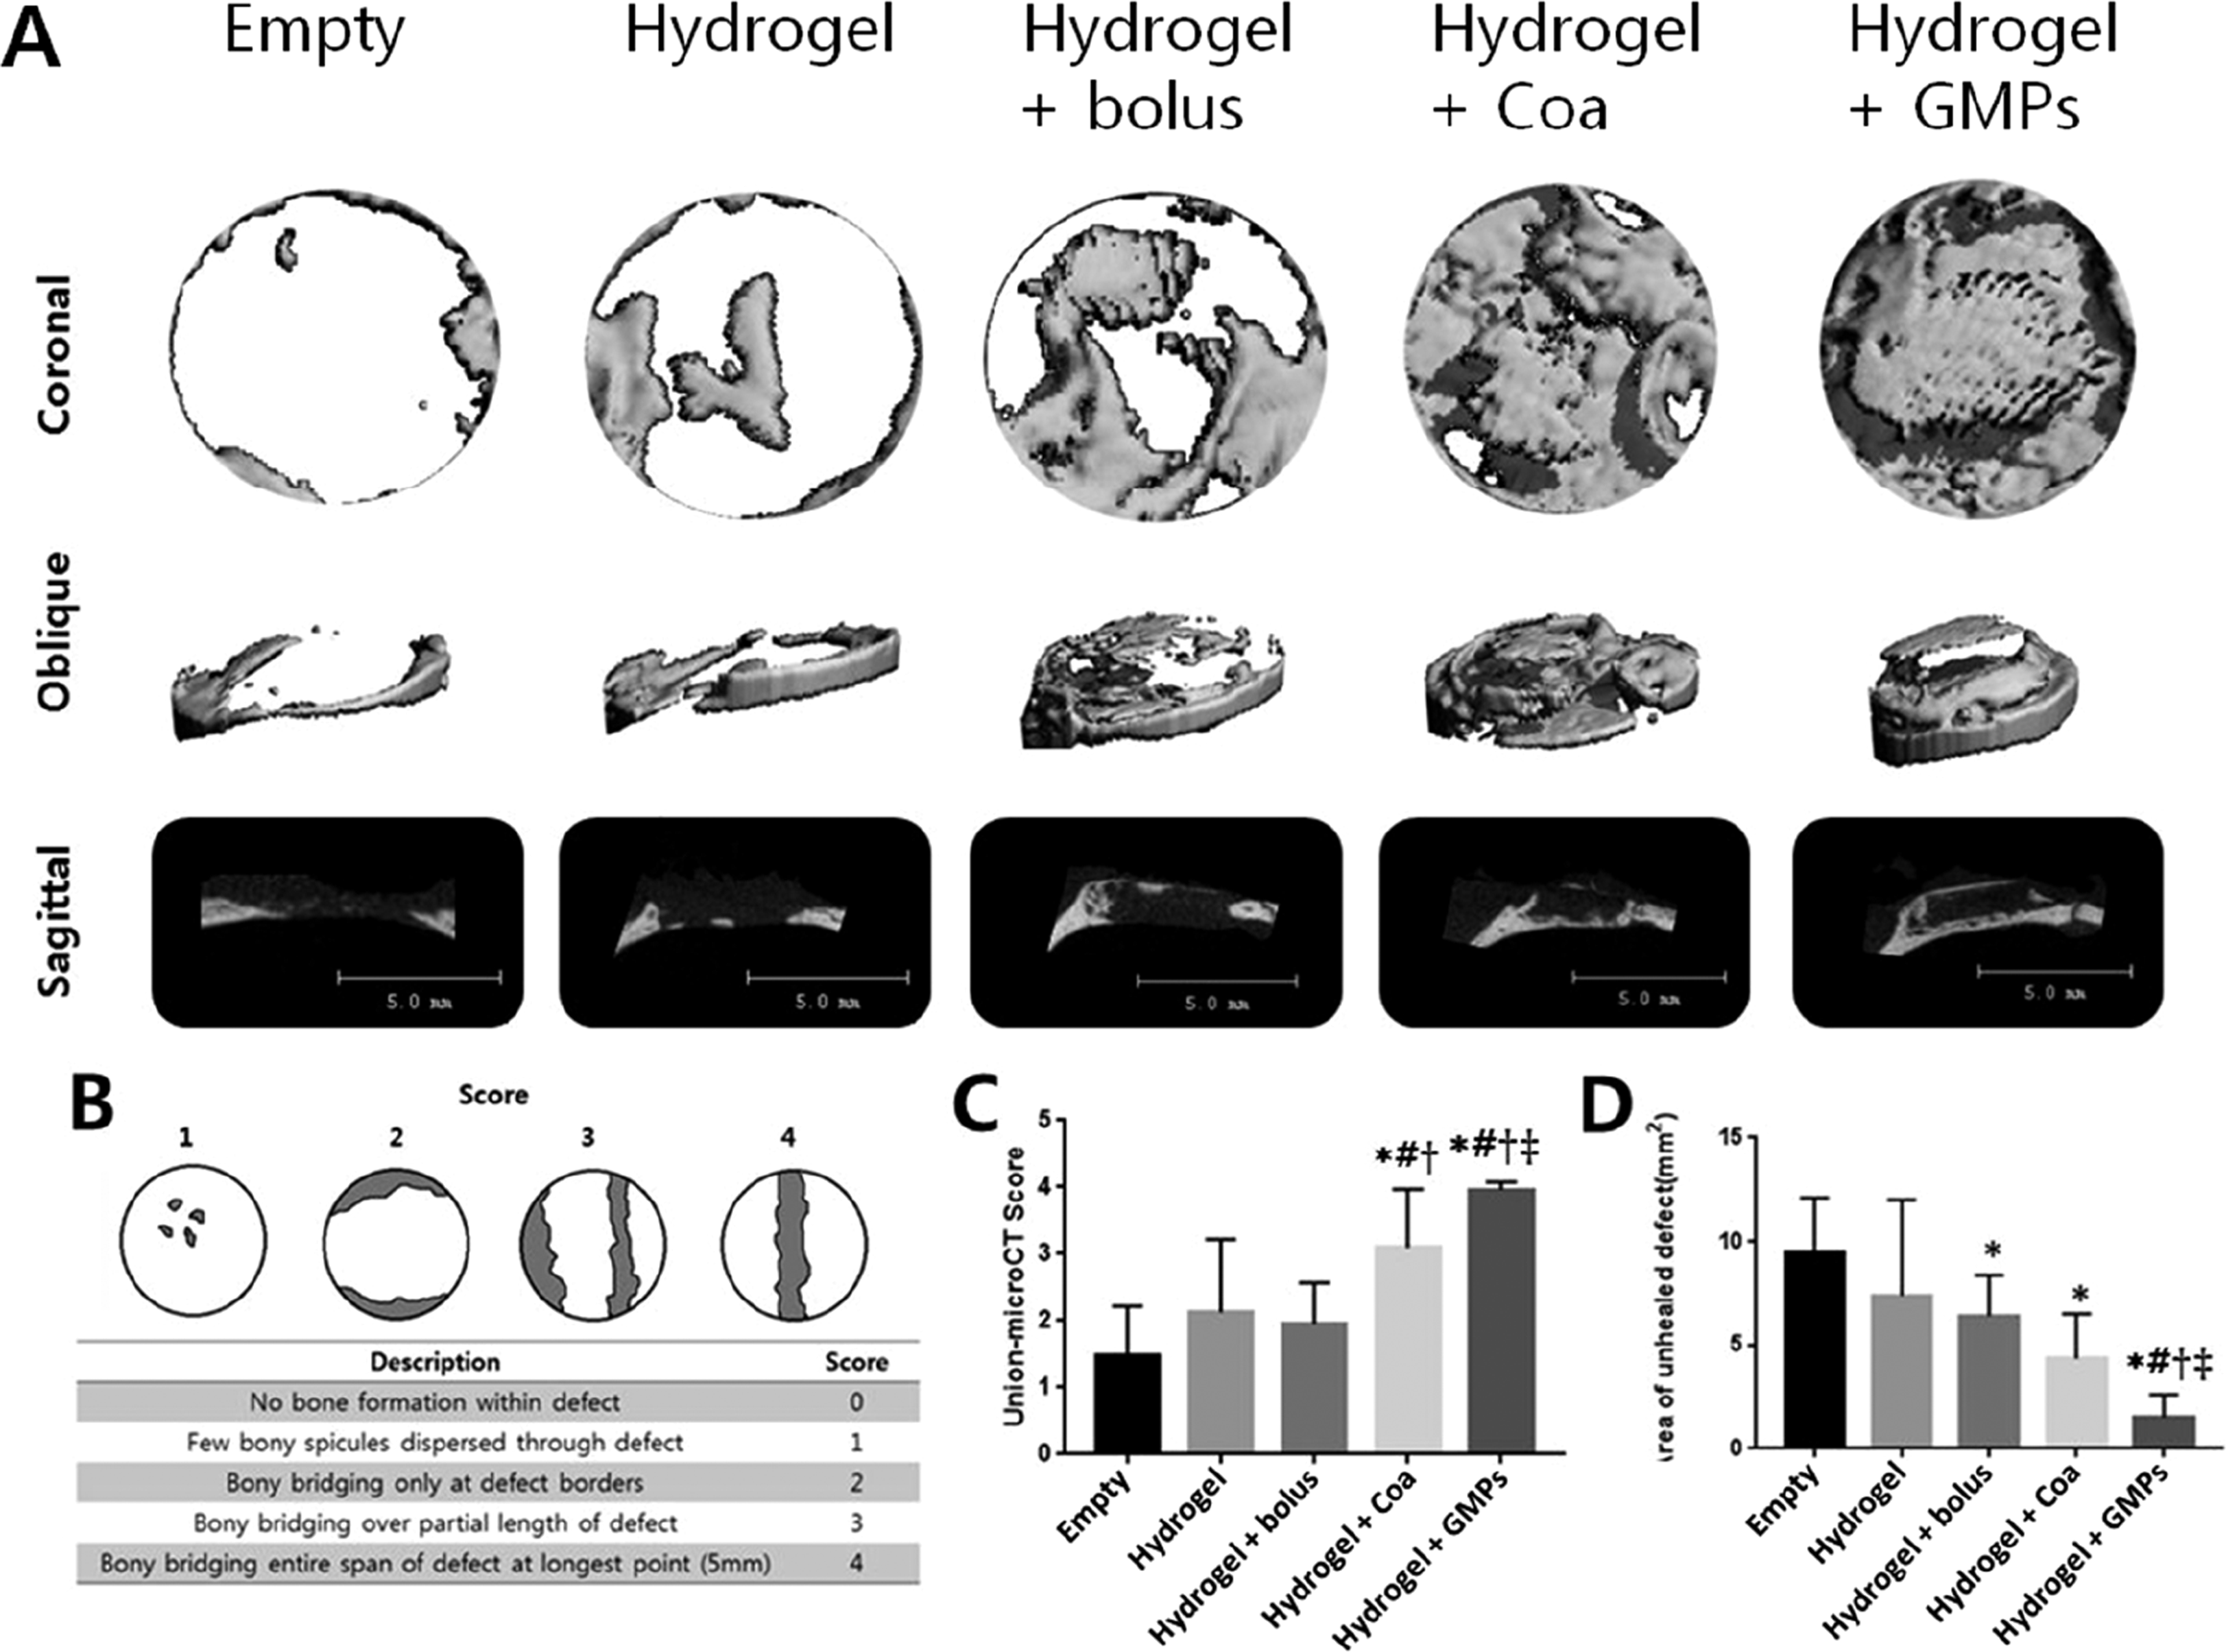 A
Empty
Hydrogel
Hydrogel
+ bolus
Hydrogel
+ Coa
Hydrogel
+ GMPs
Coronal
Oblique
Sagittal
5.0 mm
5.0 mm
5.0 mm
5.0 mm
5.0 mm
B
Score
1
2
3
4
Description Score
No bone formation within defect 0
Few bony spicules dispersed through defect 1
Bony bridging only at defect borders 2
Bony bridging over partial length of defect 3
Bony bridging entire span of defect at longest point (5mm) 4
C
Union-microCT Score
5
4
3
2
1
0
*#†
*#†‡
Empty
Hydrogel
Hydrogel + bolus
Hydrogel + Coa
Hydrogel + GMPs
D
of unhealed defect(mm²)
15
10
5
0
*
*
*#†‡
Empty
Hydrogel
Hydrogel + bolus
Hydrogel + Coa
Hydrogel + GMPs